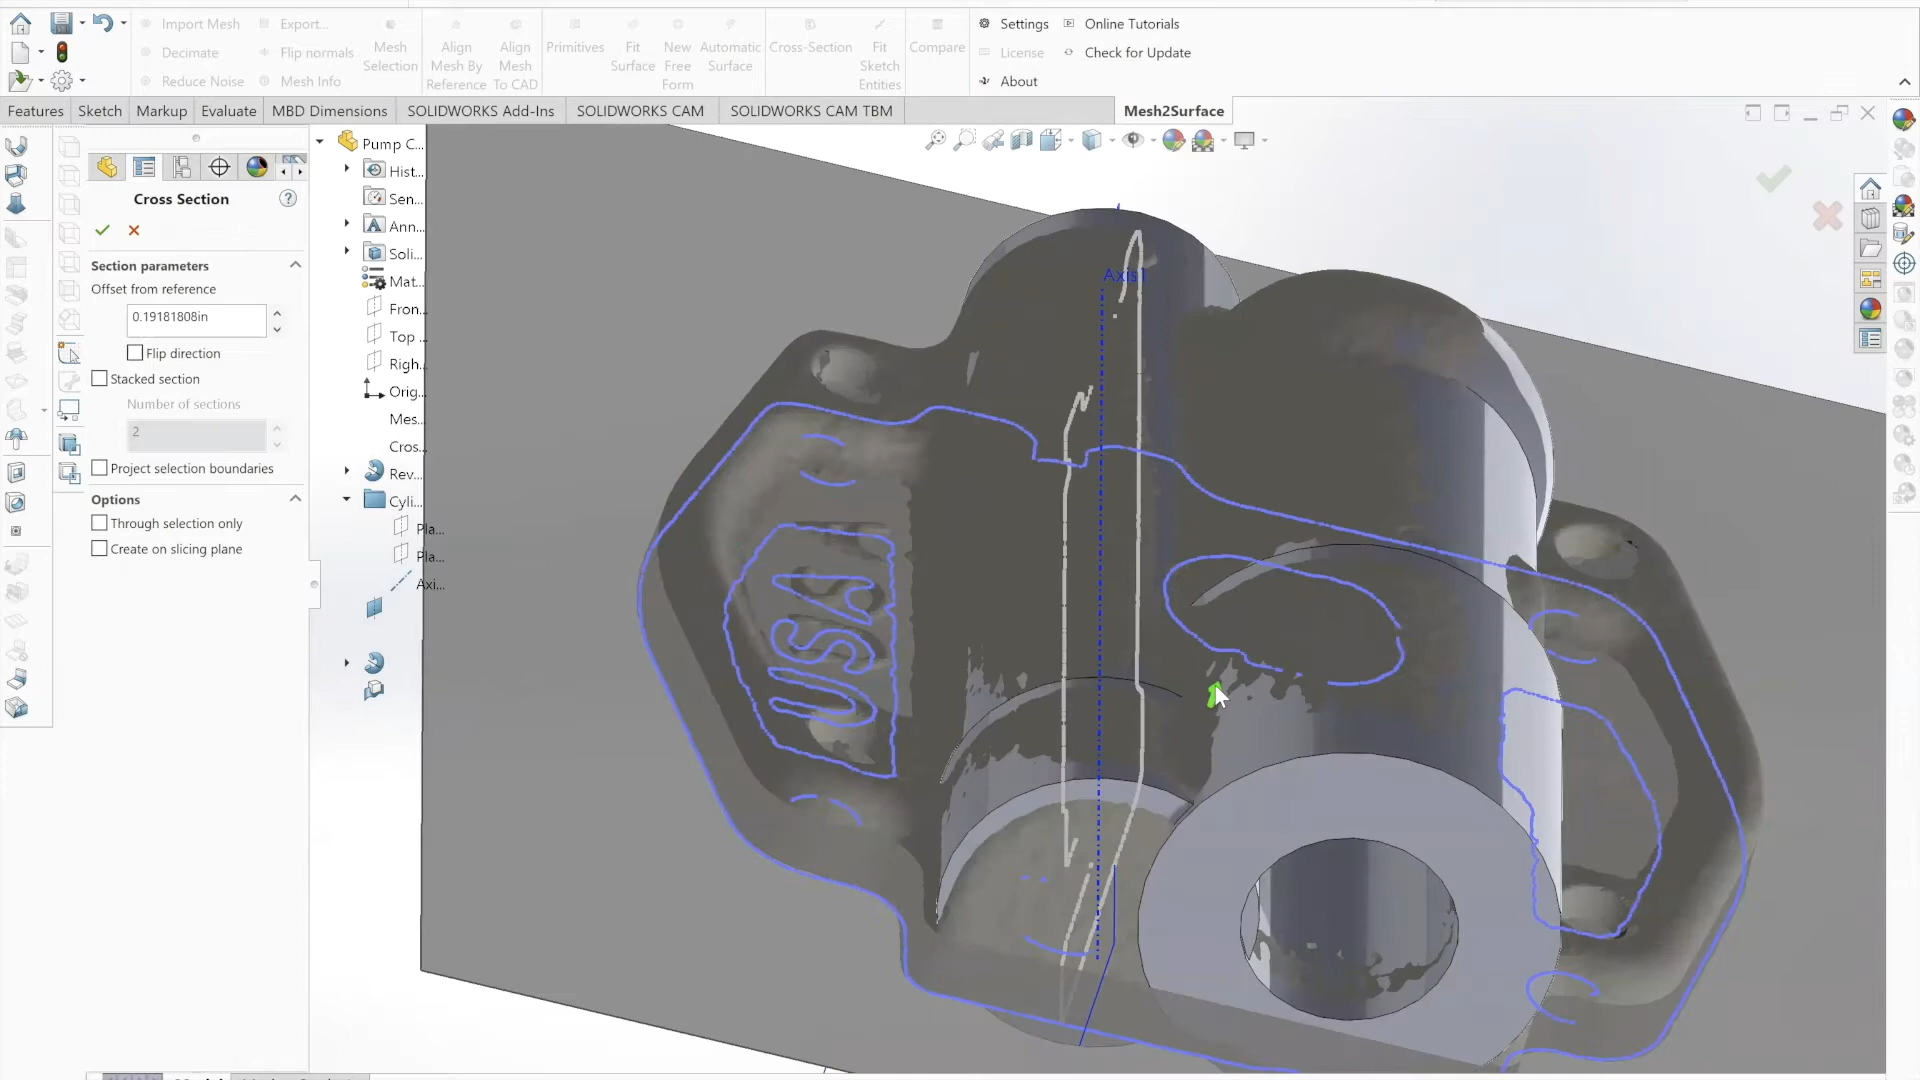 Import Mesh
Export...
Decimate
Flip normals
Reduce Noise
Mesh Info
Mesh
Selection
Align
Mesh By
Reference
Align
Mesh
To CAD
Primitives
Fit
Surface
New
Free
Form
Automatic
Surface
Cross-Section
Fit
Sketch
Entities
Compare
Settings
Online Tutorials
License
Check for Update
About
Features
Sketch
Markup
Evaluate
MBD Dimensions
SOLIDWORKS Add-Ins
SOLIDWORKS CAM
SOLIDWORKS CAM TBM
Mesh2Surface
Cross Section
Section parameters
Offset from reference
0.19181808in
Flip direction
Stacked section
Number of sections
2
Project selection boundaries
Options
Through selection only
Create on slicing plane
Pump C...
Hist...
Sen...
Ann...
Soli...
Mat...
Fron...
Top ...
Righ...
Orig...
Mes...
Cros...
Rev...
Cyli...
Pla...
Pla...
Axi...
Axis1
USA